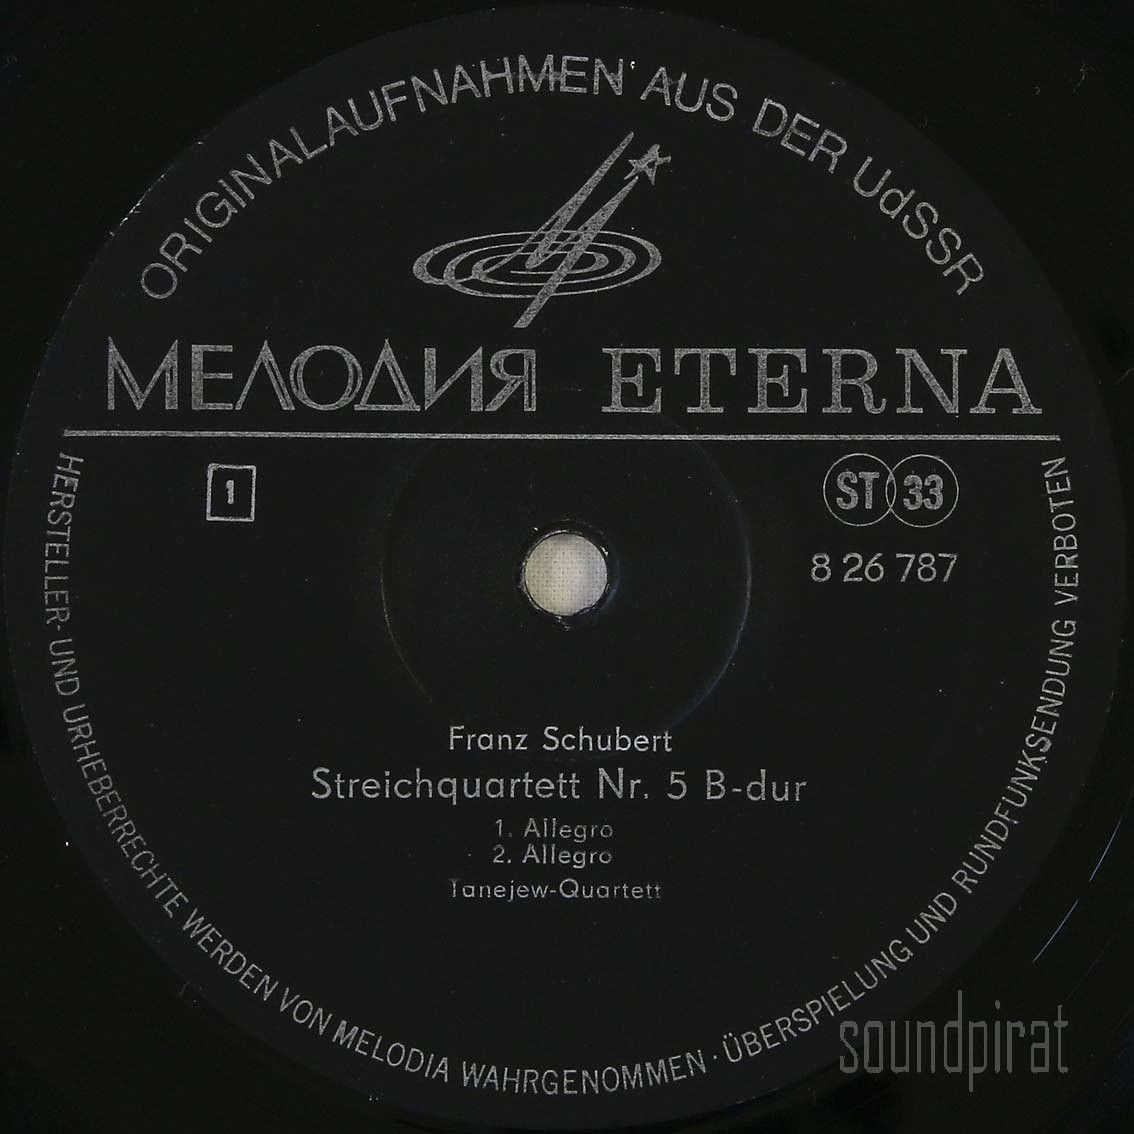 ORIGINALAUFNAHMEN AUS DER UdSSR
МЕЛОДИЯ ETERNA
1
ST 33
8 26 787
Franz Schubert
Streichquartett Nr. 5 B-dur
1. Allegro
2. Allegro
Tanejew-Quartett
HERSTELLER- UND URHEBERRECHTE WERDEN VON MELODIA WAHRGENOMMEN · ÜBERSPIELUNG UND RUNDFUNKSENDUNG VERBOTEN
soundpirat